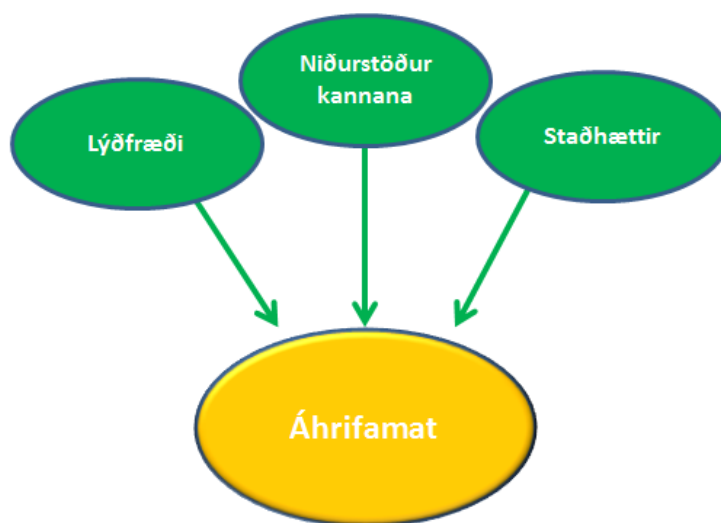 Lýðfræði
Niðurstöður
kannana
Staðhættir
Áhrifamat